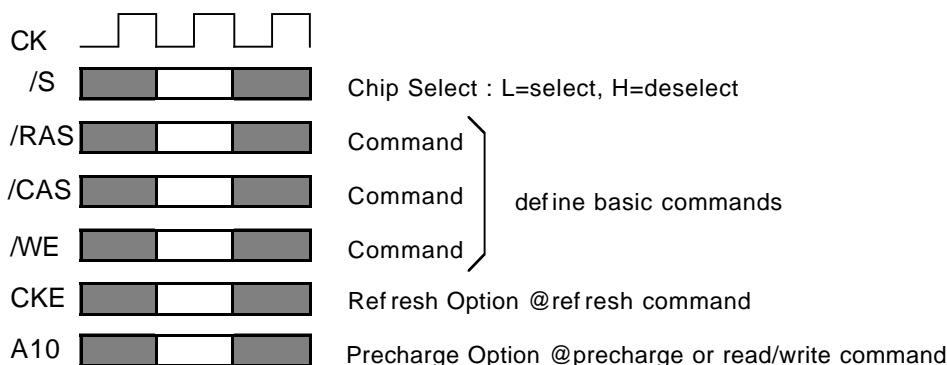 CK
/S Chip Select : L=select, H=deselect
/RAS Command
/CAS Command define basic commands
/WE Command
CKE Refresh Option @refresh command
A10 Precharge Option @precharge or read/write command